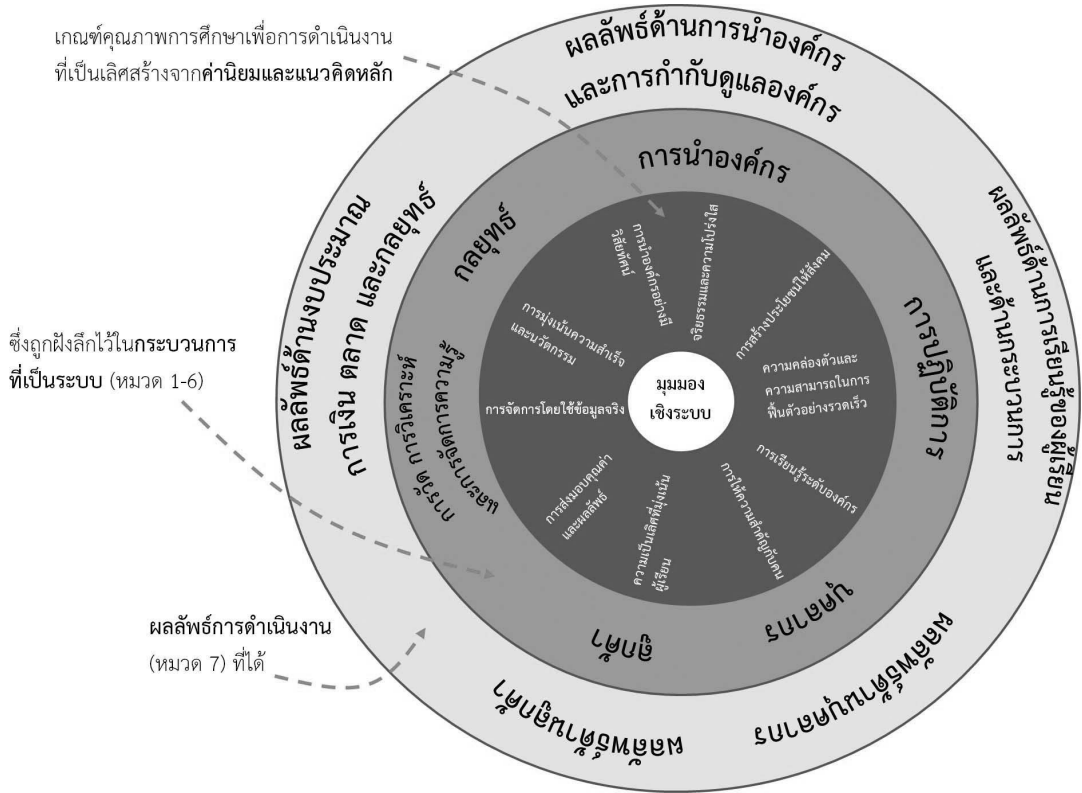 เกณฑ์คุณภาพการศึกษาเพื่อการดำเนินงาน
ที่เป็นเลิศสร้างจากค่านิยมและแนวคิดหลัก
ซึ่งถูกฝังลึกไว้ในกระบวนการ
ที่เป็นระบบ (หมวด 1-6)
ผลลัพธ์การดำเนินงาน
(หมวด 7) ที่ได้
ผลลัพธ์ด้านการนำองค์กร
และการกำกับดูแลองค์กร
ผลลัพธ์ด้านการเรียนรู้ของผู้เรียน
และด้านกระบวนการ
ผลลัพธ์ด้านบุคลากร
ผลลัพธ์ด้านลูกค้า
ผลลัพธ์ด้านงบประมาณ
การเงิน ตลาด และกลยุทธ์
การนำองค์กร
การปฏิบัติการ
บุคลากร
ลูกค้า
การวัด การวิเคราะห์
และการจัดการความรู้
กลยุทธ์
การนำองค์กรอย่างมี
วิสัยทัศน์
จริยธรรมและความโปร่งใส
การสร้างประโยชน์ให้สังคม
ความคล่องตัวและ
ความสามารถในการ
ฟื้นตัวอย่างรวดเร็ว
การเรียนรู้ระดับองค์กร
การให้ความสำคัญกับคน
ความเป็นเลิศที่มุ่งเน้น
ผู้เรียน
การส่งมอบคุณค่า
และผลลัพธ์
การจัดการโดยใช้ข้อมูลจริง
การมุ่งเน้นความสำเร็จ
และนวัตกรรม
มุมมอง
เชิงระบบ